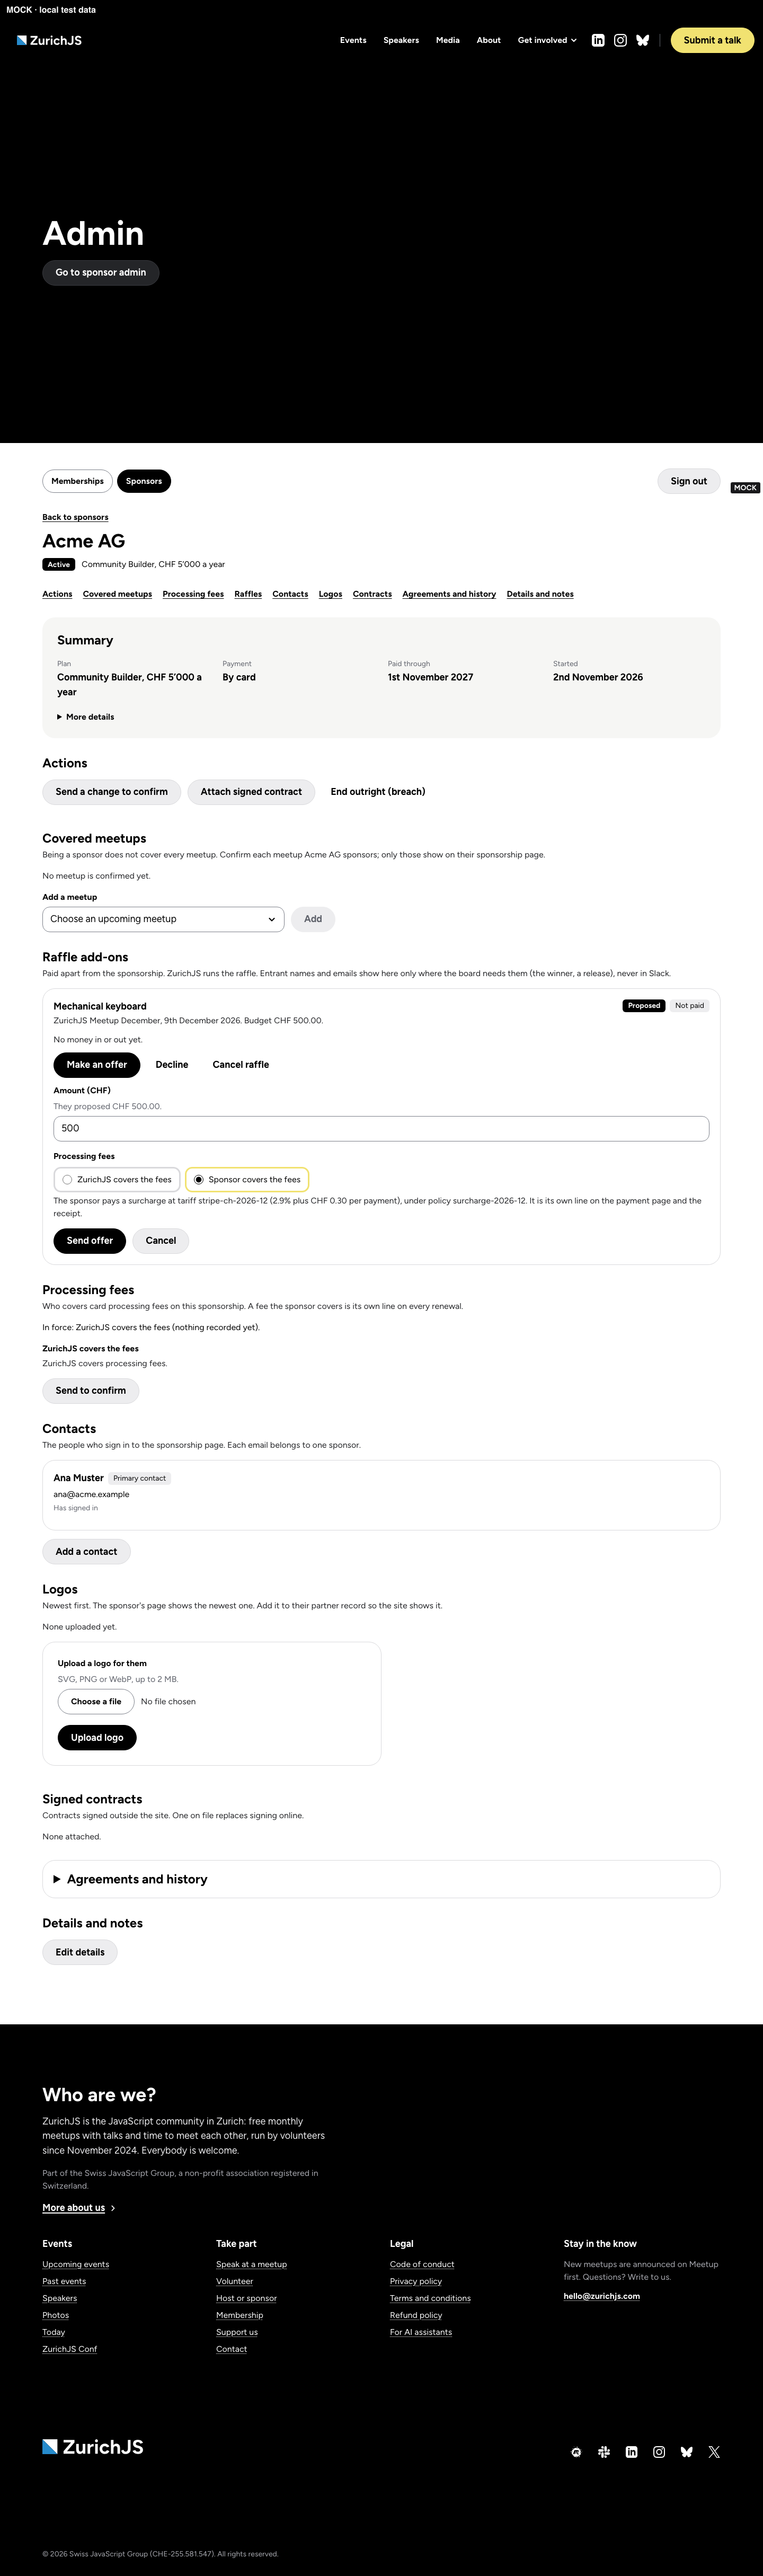 MOCK · local test data
ZurichJS
Events
Speakers
Media
About
Get involved
Submit a talk
Admin
Go to sponsor admin
Memberships
Sponsors
Sign out
MOCK
Back to sponsors
Acme AG
Active
Community Builder, CHF 5’000 a year
Actions
Covered meetups
Processing fees
Raffles
Contacts
Logos
Contracts
Agreements and history
Details and notes
Summary
Plan
Community Builder, CHF 5’000 a
year
Payment
By card
Paid through
1st November 2027
Started
2nd November 2026
More details
Actions
Send a change to confirm
Attach signed contract
End outright (breach)
Covered meetups
Being a sponsor does not cover every meetup. Confirm each meetup Acme AG sponsors; only those show on their sponsorship page.
No meetup is confirmed yet.
Add a meetup
Choose an upcoming meetup
Add
Raffle add-ons
Paid apart from the sponsorship. ZurichJS runs the raffle. Entrant names and emails show here only where the board needs them (the winner, a release), never in Slack.
Mechanical keyboard
Proposed
Not paid
ZurichJS Meetup December, 9th December 2026. Budget CHF 500.00.
No money in or out yet.
Make an offer
Decline
Cancel raffle
Amount (CHF)
They proposed CHF 500.00.
500
Processing fees
ZurichJS covers the fees
Sponsor covers the fees
The sponsor pays a surcharge at tariff stripe-ch-2026-12 (2.9% plus CHF 0.30 per payment), under policy surcharge-2026-12. It is its own line on the payment page and the
receipt.
Send offer
Cancel
Processing fees
Who covers card processing fees on this sponsorship. A fee the sponsor covers is its own line on every renewal.
In force: ZurichJS covers the fees (nothing recorded yet).
ZurichJS covers the fees
ZurichJS covers processing fees.
Send to confirm
Contacts
The people who sign in to the sponsorship page. Each email belongs to one sponsor.
Ana Muster
Primary contact
ana@acme.example
Has signed in
Add a contact
Logos
Newest first. The sponsor's page shows the newest one. Add it to their partner record so the site shows it.
None uploaded yet.
Upload a logo for them
SVG, PNG or WebP, up to 2 MB.
Choose a file
No file chosen
Upload logo
Signed contracts
Contracts signed outside the site. One on file replaces signing online.
None attached.
Agreements and history
Details and notes
Edit details
Who are we?
ZurichJS is the JavaScript community in Zurich: free monthly
meetups with talks and time to meet each other, run by volunteers
since November 2024. Everybody is welcome.
Part of the Swiss JavaScript Group, a non-profit association registered in
Switzerland.
More about us
Events
Upcoming events
Past events
Speakers
Photos
Today
ZurichJS Conf
Take part
Speak at a meetup
Volunteer
Host or sponsor
Membership
Support us
Contact
Legal
Code of conduct
Privacy policy
Terms and conditions
Refund policy
For AI assistants
Stay in the know
New meetups are announced on Meetup
first. Questions? Write to us.
hello@zurichjs.com
ZurichJS
© 2026 Swiss JavaScript Group (CHE-255.581.547). All rights reserved.